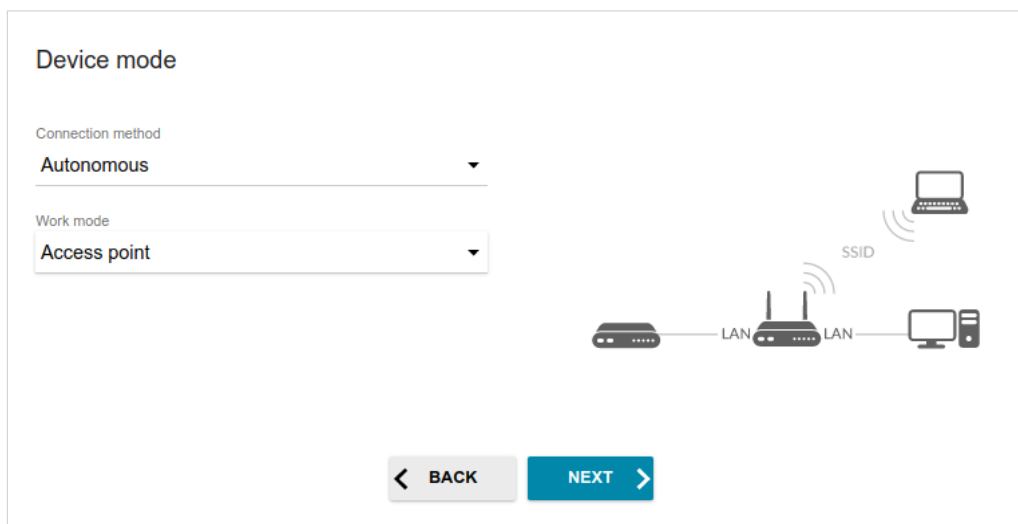 Device mode
Connection method
Autonomous
Work mode
Access point
SSID
LAN LAN
BACK NEXT